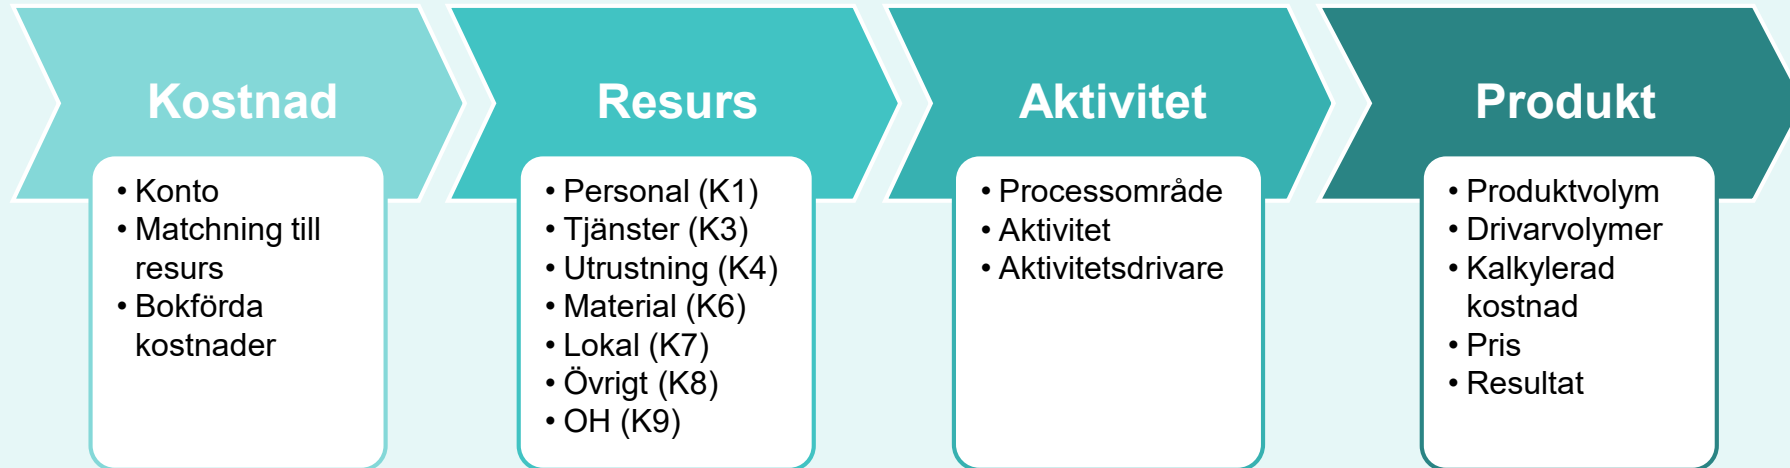 Kostnad
• Konto
• Matchning till
resurs
• Bokförda
kostnader
Resurs
• Personal (K1)
• Tjänster (K3)
• Utrustning (K4)
• Material (K6)
• Lokal (K7)
• Övrigt (K8)
• OH (K9)
Aktivitet
• Processområde
• Aktivitet
• Aktivitetsdrivare
Produkt
• Produktvolym
• Drivarvolymer
• Kalkylerad
kostnad
• Pris
• Resultat